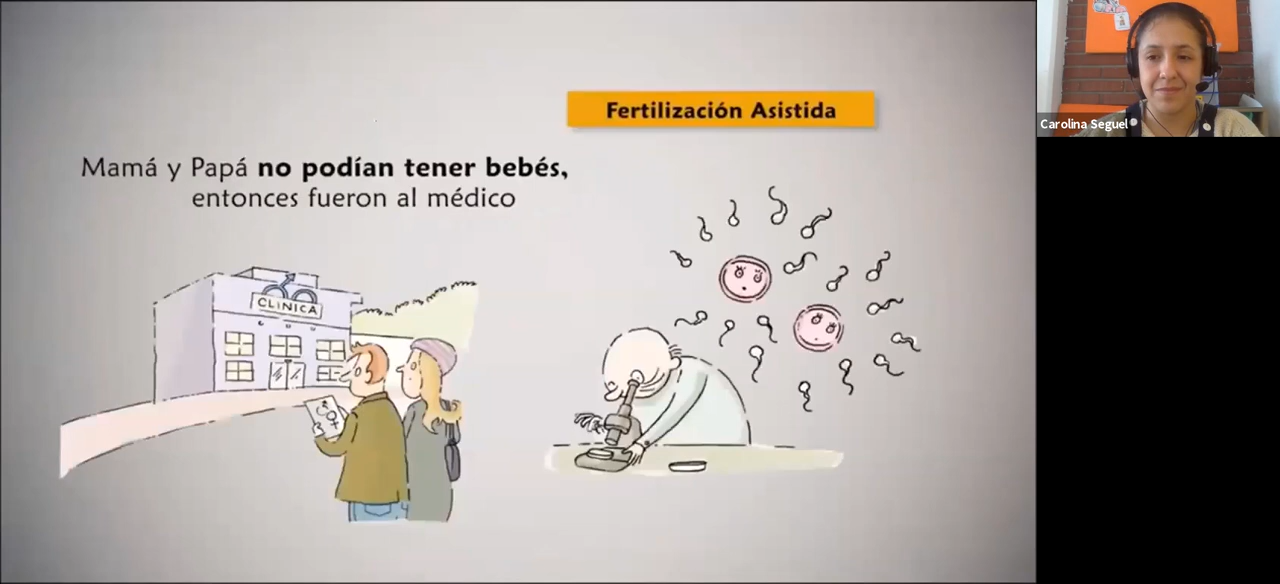 Fertilización Asistida
Mamá y Papá no podían tener bebés,
entonces fueron al médico
CLINICA
Carolina Seguel